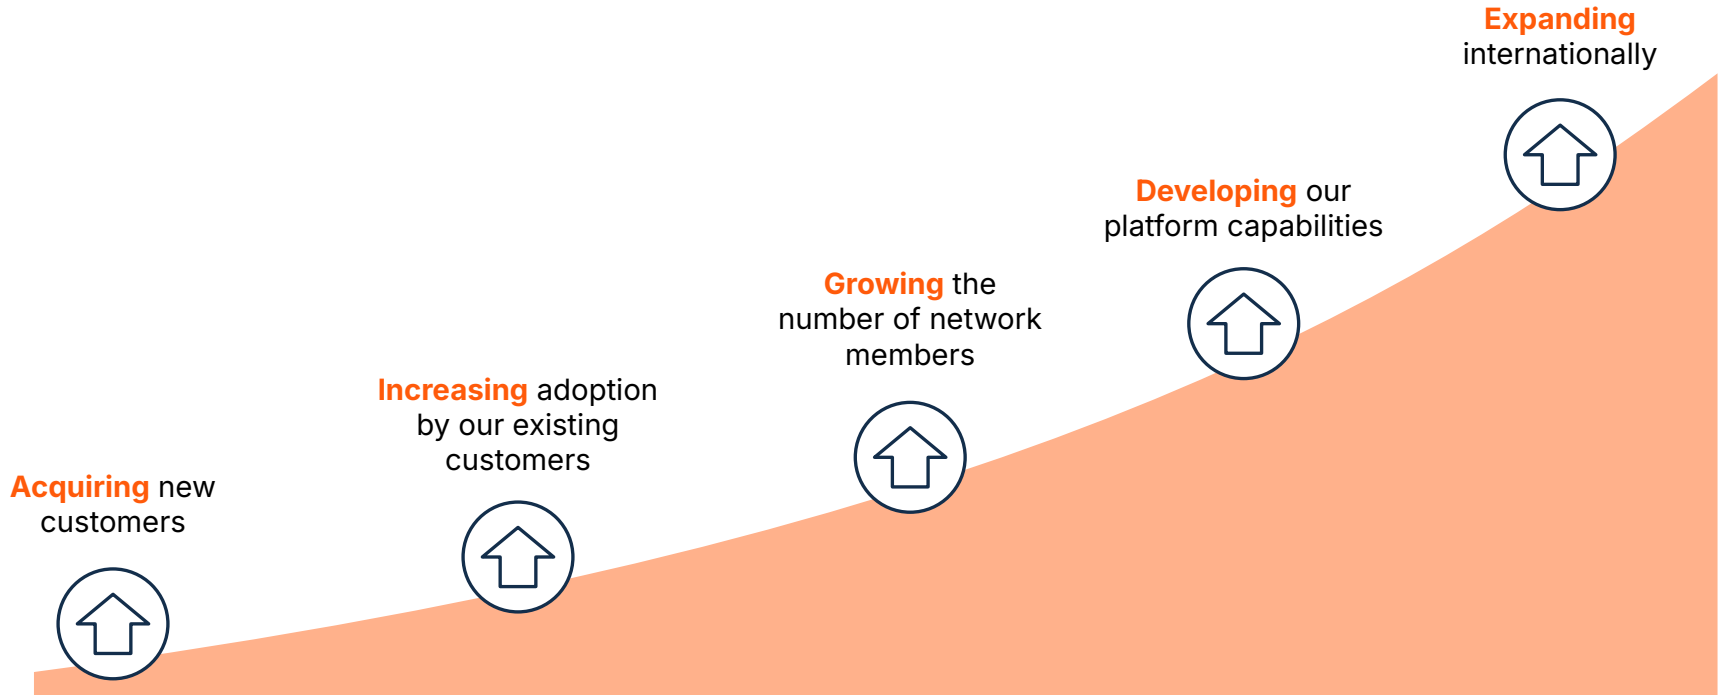 Acquiring new
customers
Increasing adoption
by our existing
customers
Growing the
number of network
members
Developing our
platform capabilities
Expanding
internationally